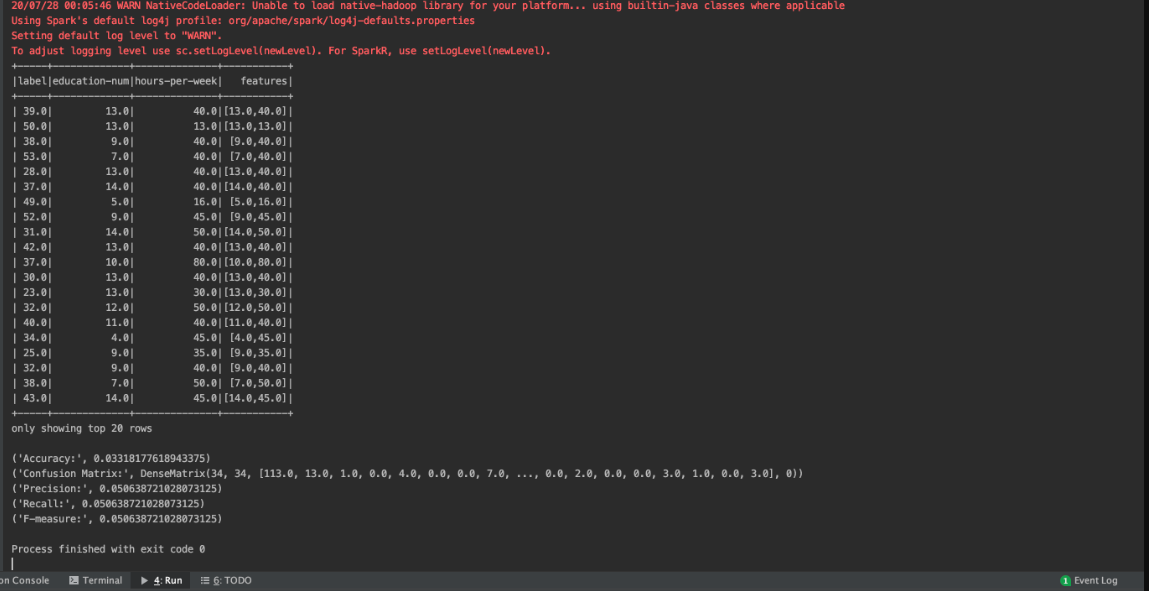 20/07/28 00:05:46 WARN NativeCodeLoader: Unable to load native-hadoop library for your platform... using builtin-java classes where applicable
Using Spark's default log4j profile: org/apache/spark/log4j-defaults.properties
Setting default log level to "WARN".
To adjust logging level use sc.setLogLevel(newLevel). For SparkR, use setLogLevel(newLevel).
+-----+-------------+--------------+-----------+
|label|education-num|hours-per-week|   features|
+-----+-------------+--------------+-----------+
| 39.0|         13.0|          40.0|[13.0,40.0]|
| 50.0|         13.0|          13.0|[13.0,13.0]|
| 38.0|          9.0|          40.0| [9.0,40.0]|
| 53.0|          7.0|          40.0| [7.0,40.0]|
| 28.0|         13.0|          40.0|[13.0,40.0]|
| 37.0|         14.0|          40.0|[14.0,40.0]|
| 49.0|          5.0|          16.0| [5.0,16.0]|
| 52.0|          9.0|          45.0| [9.0,45.0]|
| 31.0|         14.0|          50.0|[14.0,50.0]|
| 42.0|         13.0|          40.0|[13.0,40.0]|
| 37.0|         10.0|          80.0|[10.0,80.0]|
| 30.0|         13.0|          40.0|[13.0,40.0]|
| 23.0|         13.0|          30.0|[13.0,30.0]|
| 32.0|         12.0|          50.0|[12.0,50.0]|
| 40.0|         11.0|          40.0|[11.0,40.0]|
| 34.0|          4.0|          45.0| [4.0,45.0]|
| 25.0|          9.0|          35.0| [9.0,35.0]|
| 32.0|          9.0|          40.0| [9.0,40.0]|
| 38.0|          7.0|          50.0| [7.0,50.0]|
| 43.0|         14.0|          45.0|[14.0,45.0]|
+-----+-------------+--------------+-----------+
only showing top 20 rows
('Accuracy:', 0.03318177618943375)
('Confusion Matrix:', DenseMatrix(34, 34, [113.0, 13.0, 1.0, 0.0, 4.0, 0.0, 0.0, 7.0, ..., 0.0, 2.0, 0.0, 0.0, 3.0, 1.0, 0.0, 3.0], 0))
('Precision:', 0.050638721028073125)
('Recall:', 0.050638721028073125)
('F-measure:', 0.050638721028073125)
Process finished with exit code 0
on Console Terminal 4: Run 6: TODO 1 Event Log